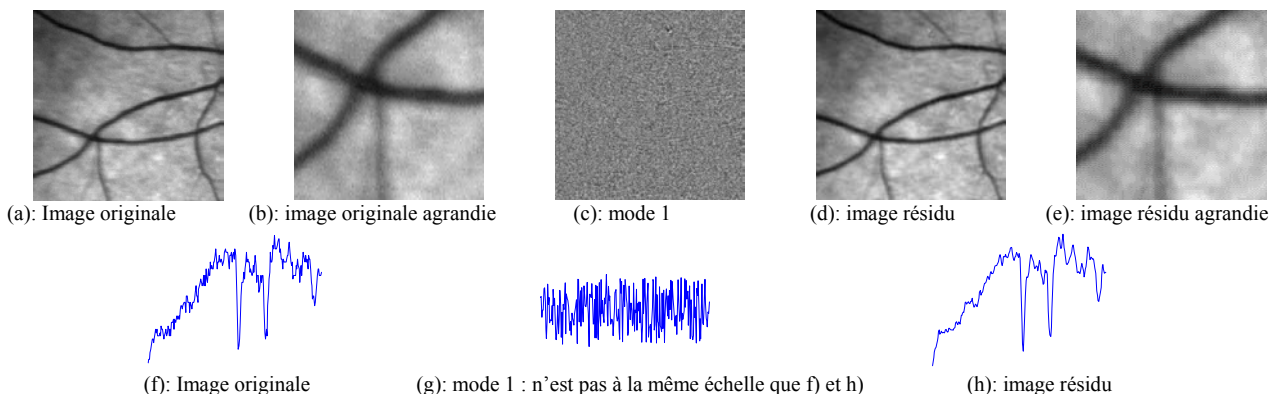 (a): Image originale
(b): image originale agrandie
(c): mode 1
(d): image résidu
(e): image résidu agrandie
(f): Image originale
(g): mode 1 : n'est pas à la même échelle que f) et h)
(h): image résidu